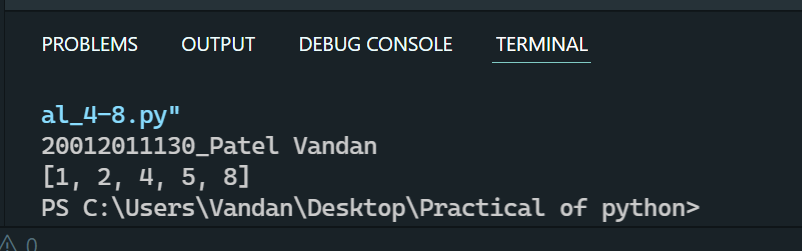 PROBLEMS OUTPUT DEBUG CONSOLE TERMINAL
al_4-8.py"
20012011130_Patel Vandan
[1, 2, 4, 5, 8]
PS C:\Users\Vandan\Desktop\Practical of python>
0